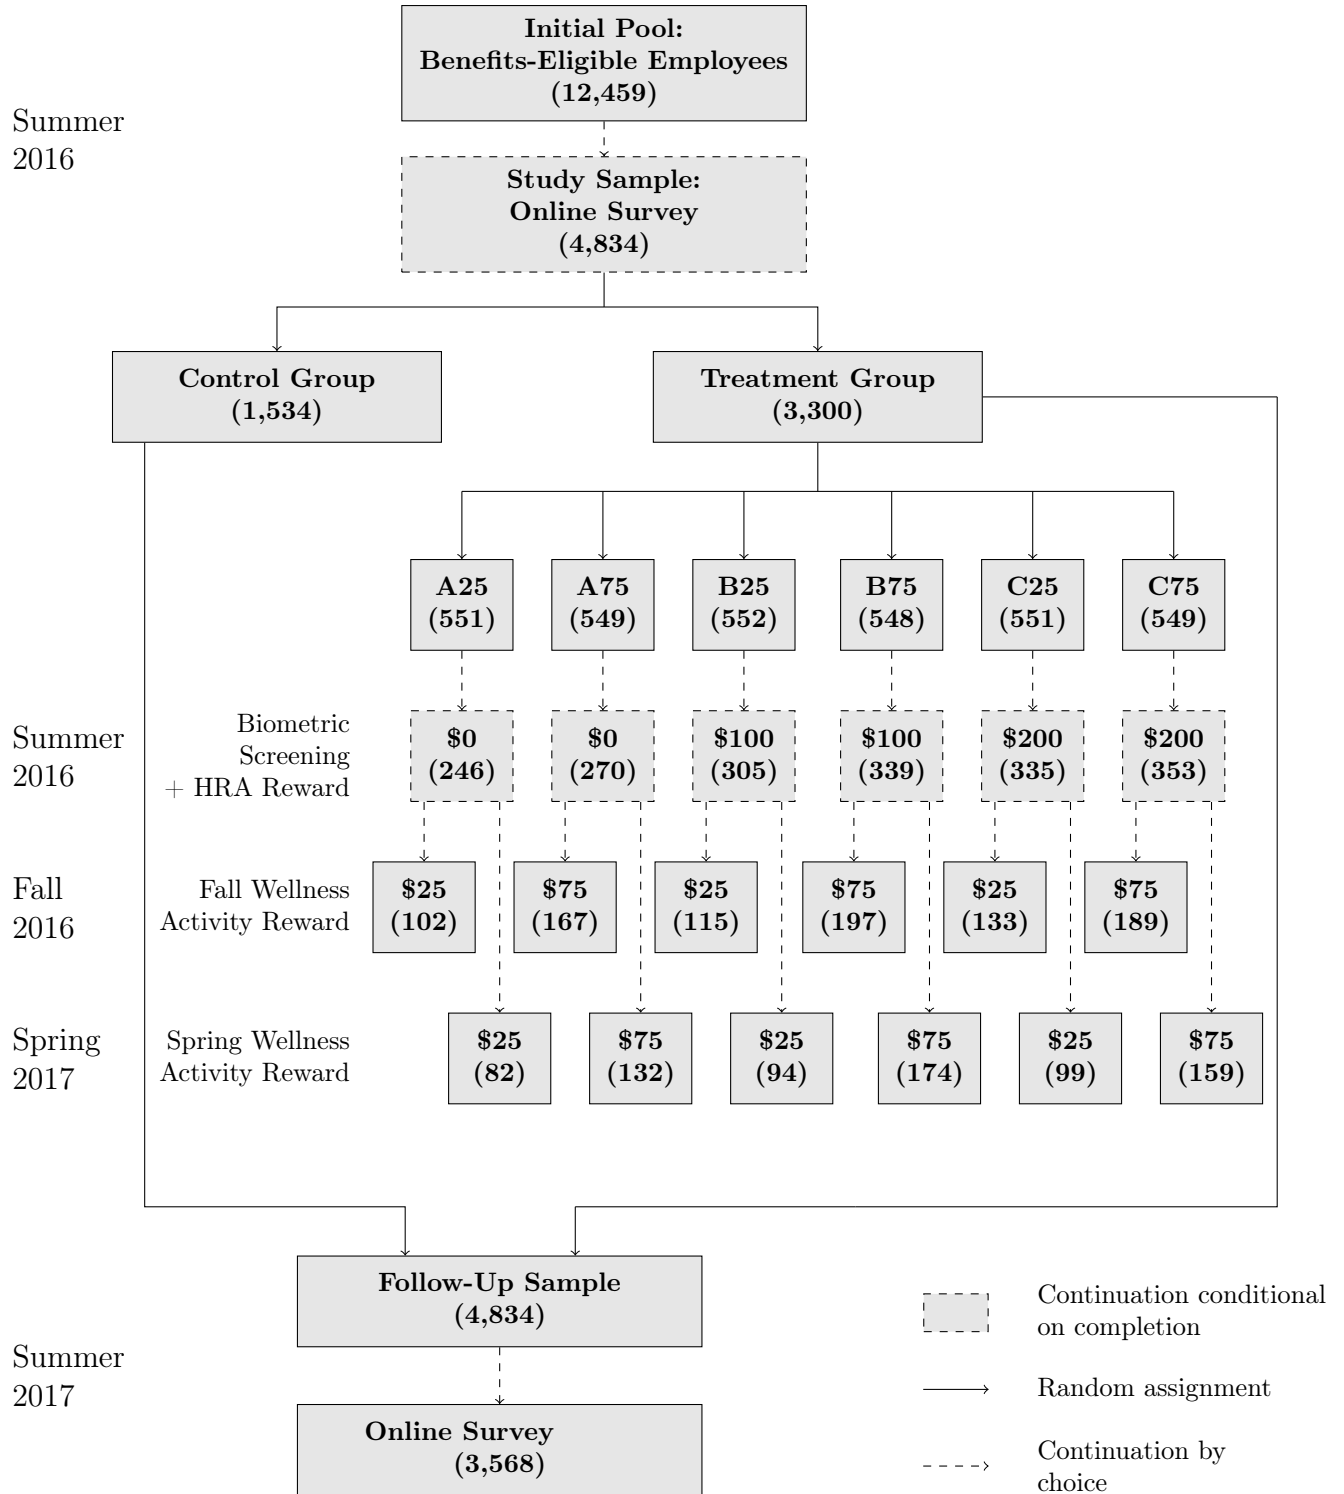 Initial Pool:
Benefits-Eligible Employees
(12,459)
Summer
2016
Study Sample:
Online Survey
(4,834)
Control Group
(1,534)
Treatment Group
(3,300)
A25
(551)
A75
(549)
B25
(552)
B75
(548)
C25
(551)
C75
(549)
Summer
2016
Biometric
Screening
+ HRA Reward
$0
(246)
$0
(270)
$100
(305)
$100
(339)
$200
(335)
$200
(353)
Fall
2016
Fall Wellness
Activity Reward
$25
(102)
$75
(167)
$25
(115)
$75
(197)
$25
(133)
$75
(189)
Spring
2017
Spring Wellness
Activity Reward
$25
(82)
$75
(132)
$25
(94)
$75
(174)
$25
(99)
$75
(159)
Summer
2017
Follow-Up Sample
(4,834)
Online Survey
(3,568)
Continuation conditional
on completion
Random assignment
Continuation by
choice